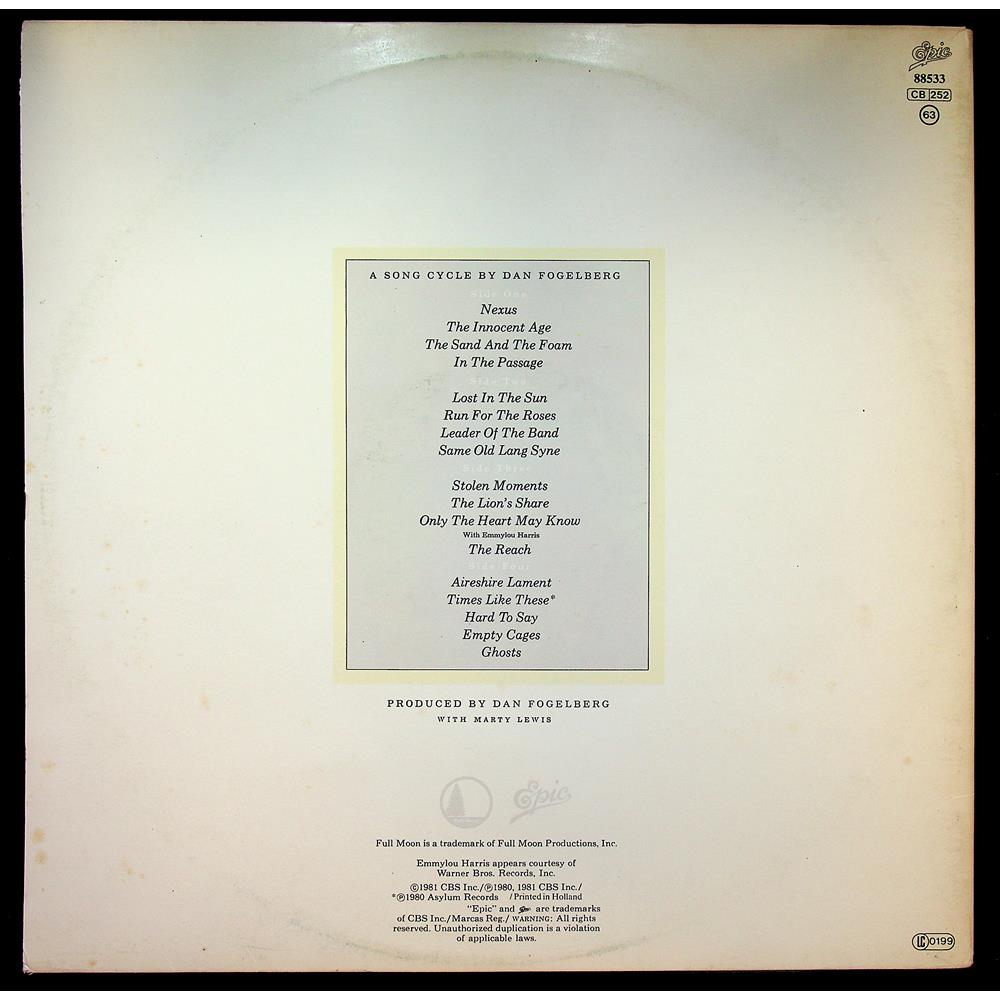 Epic
88533
CB 252
63
A SONG CYCLE BY DAN FOGELBERG
Side One
Nexus
The Innocent Age
The Sand And The Foam
In The Passage
Side Two
Lost In The Sun
Run For The Roses
Leader Of The Band
Same Old Lang Syne
Side Three
Stolen Moments
The Lion's Share
Only The Heart May Know
With Emmylou Harris
The Reach
Side Four
Aireshire Lament
Times Like These*
Hard To Say
Empty Cages
Ghosts
PRODUCED BY DAN FOGELBERG
WITH MARTY LEWIS
Epic
Full Moon is a trademark of Full Moon Productions, Inc.
Emmylou Harris appears courtesy of
Warner Bros. Records, Inc.
©1981 CBS Inc./℗1980, 1981 CBS Inc./
*℗1980 Asylum Records /Printed in Holland
"Epic" and Epic are trademarks
of CBS Inc./Marcas Reg./ WARNING: All rights
reserved. Unauthorized duplication is a violation
of applicable laws.
LC 0199